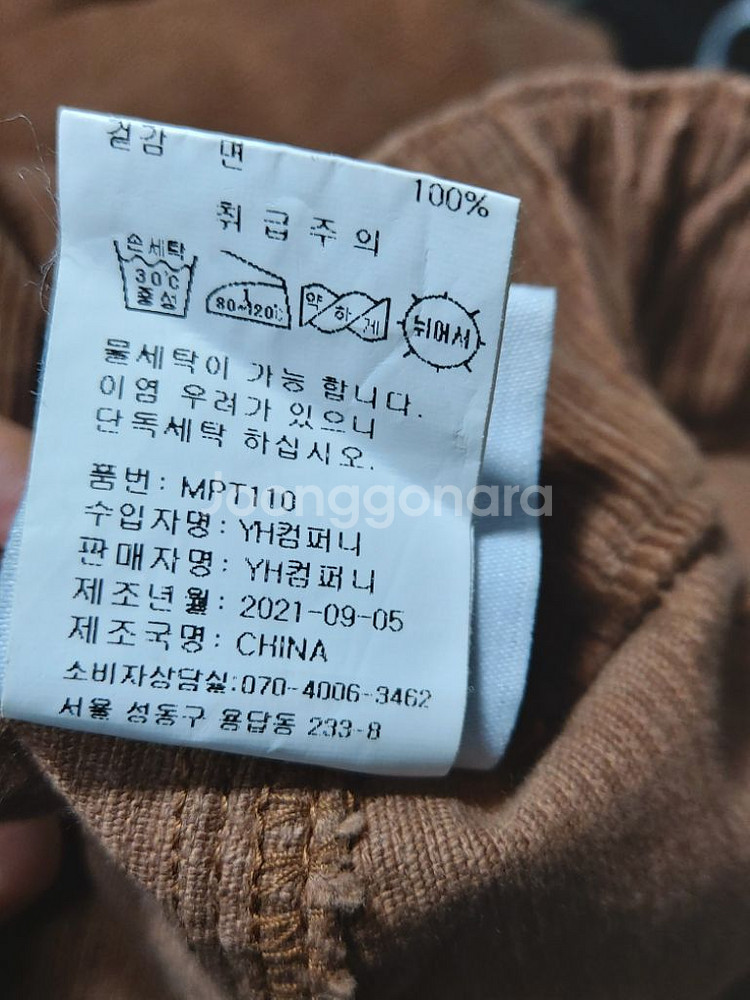 겉감 면 100%
취급주의
손세탁 30℃ 중성
80~120℃
약하게
뉘어서
물세탁이 가능 합니다.
이염 우려가 있으니
단독세탁 하십시오.
품번: MPT110
수입자명: YH컴퍼니
판매자명: YH컴퍼니
제조년월: 2021-09-05
제조국명: CHINA
소비자상담실:070-4006-3462
서울 성동구 용답동 233-8
Joonggonara